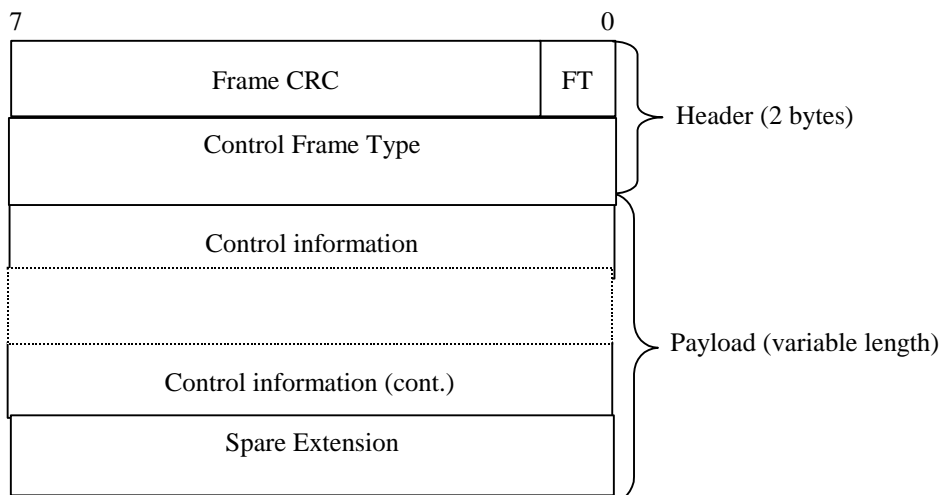 7 0
Frame CRC FT
Header (2 bytes)
Control Frame Type
Control information
Payload (variable length)
Control information (cont.)
Spare Extension